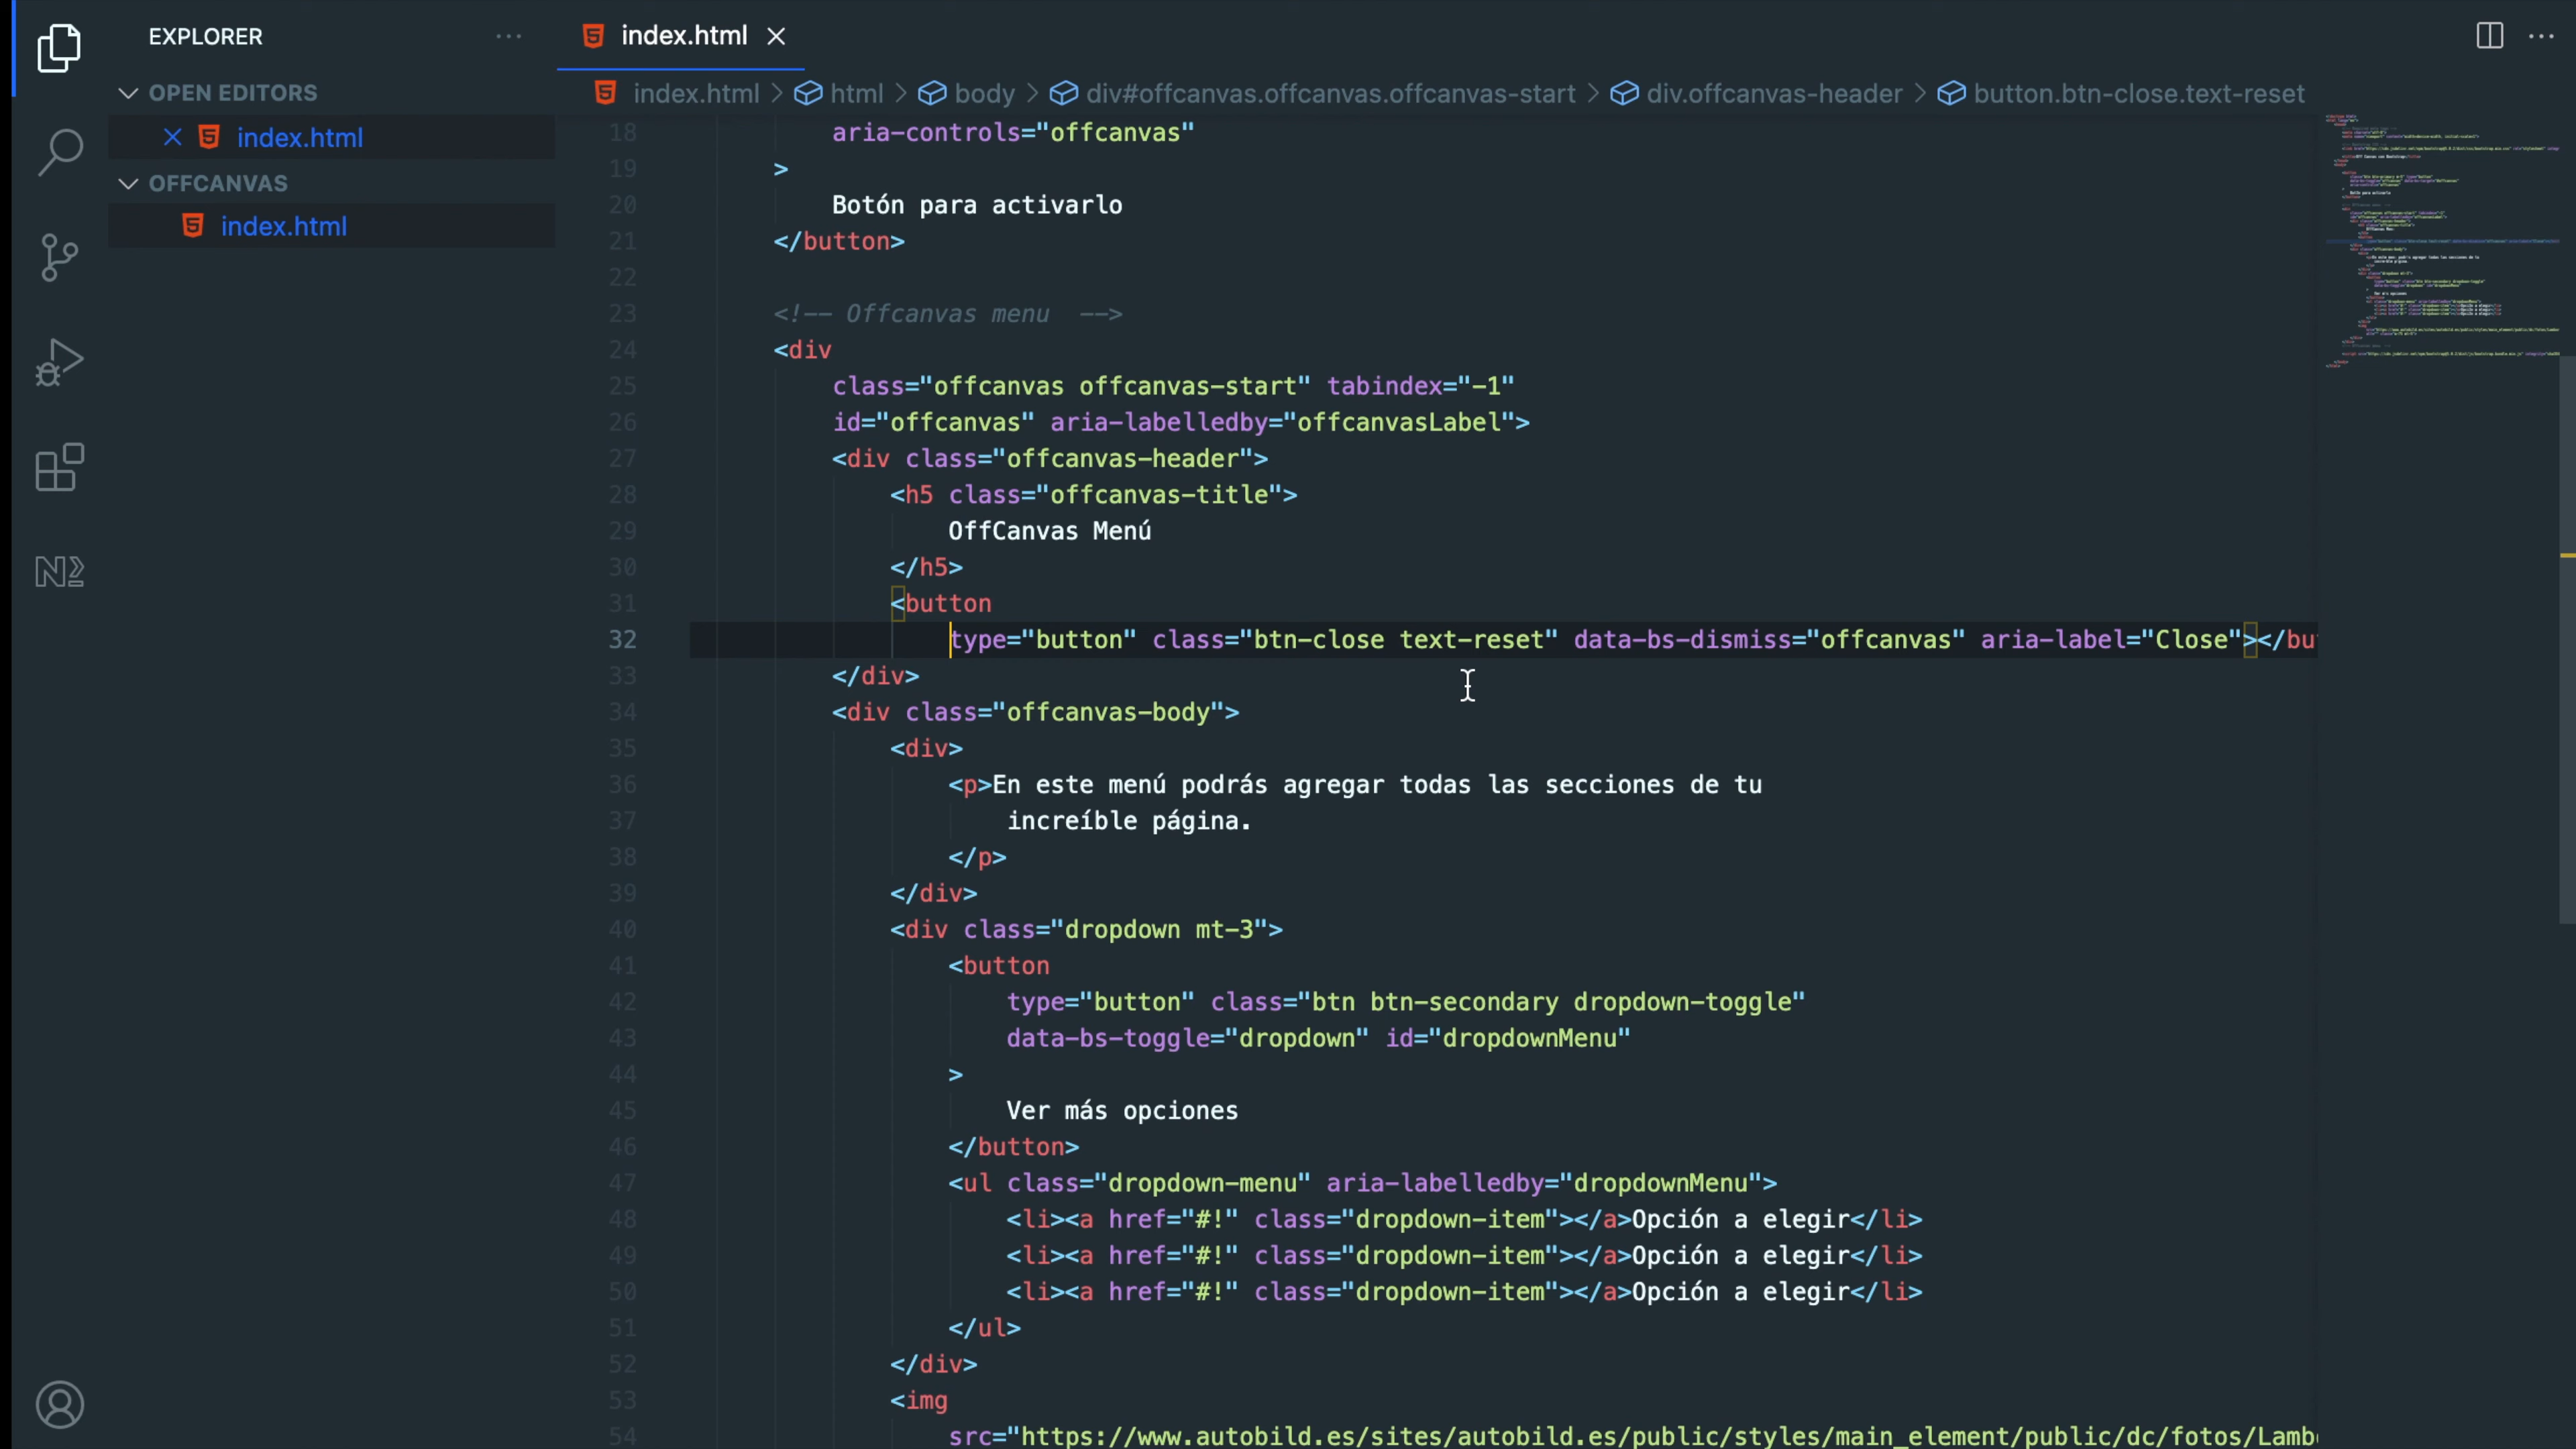 EXPLORER
OPEN EDITORS
index.html
OFFCANVAS
index.html
index.html
index.html > html > body > div#offcanvas.offcanvas.offcanvas-start > div.offcanvas-header > button.btn-close.text-reset
18 aria-controls="offcanvas"
19 >
20 Botón para activarlo
21 </button>
22
23 <!-- Offcanvas menu  -->
24 <div
25 class="offcanvas offcanvas-start" tabindex="-1"
26 id="offcanvas" aria-labelledby="offcanvasLabel">
27 <div class="offcanvas-header">
28 <h5 class="offcanvas-title">
29 OffCanvas Menú
30 </h5>
31 <button
32 type="button" class="btn-close text-reset" data-bs-dismiss="offcanvas" aria-label="Close"></bu
33 </div>
34 <div class="offcanvas-body">
35 <div>
36 <p>En este menú podrás agregar todas las secciones de tu
37 increíble página.
38 </p>
39 </div>
40 <div class="dropdown mt-3">
41 <button
42 type="button" class="btn btn-secondary dropdown-toggle"
43 data-bs-toggle="dropdown" id="dropdownMenu"
44 >
45 Ver más opciones
46 </button>
47 <ul class="dropdown-menu" aria-labelledby="dropdownMenu">
48 <li><a href="#!" class="dropdown-item"></a>Opción a elegir</li>
49 <li><a href="#!" class="dropdown-item"></a>Opción a elegir</li>
50 <li><a href="#!" class="dropdown-item"></a>Opción a elegir</li>
51 </ul>
52 </div>
53 <img
54 src="https://www.autobild.es/sites/autobild.es/public/styles/main_element/public/dc/fotos/Lamb